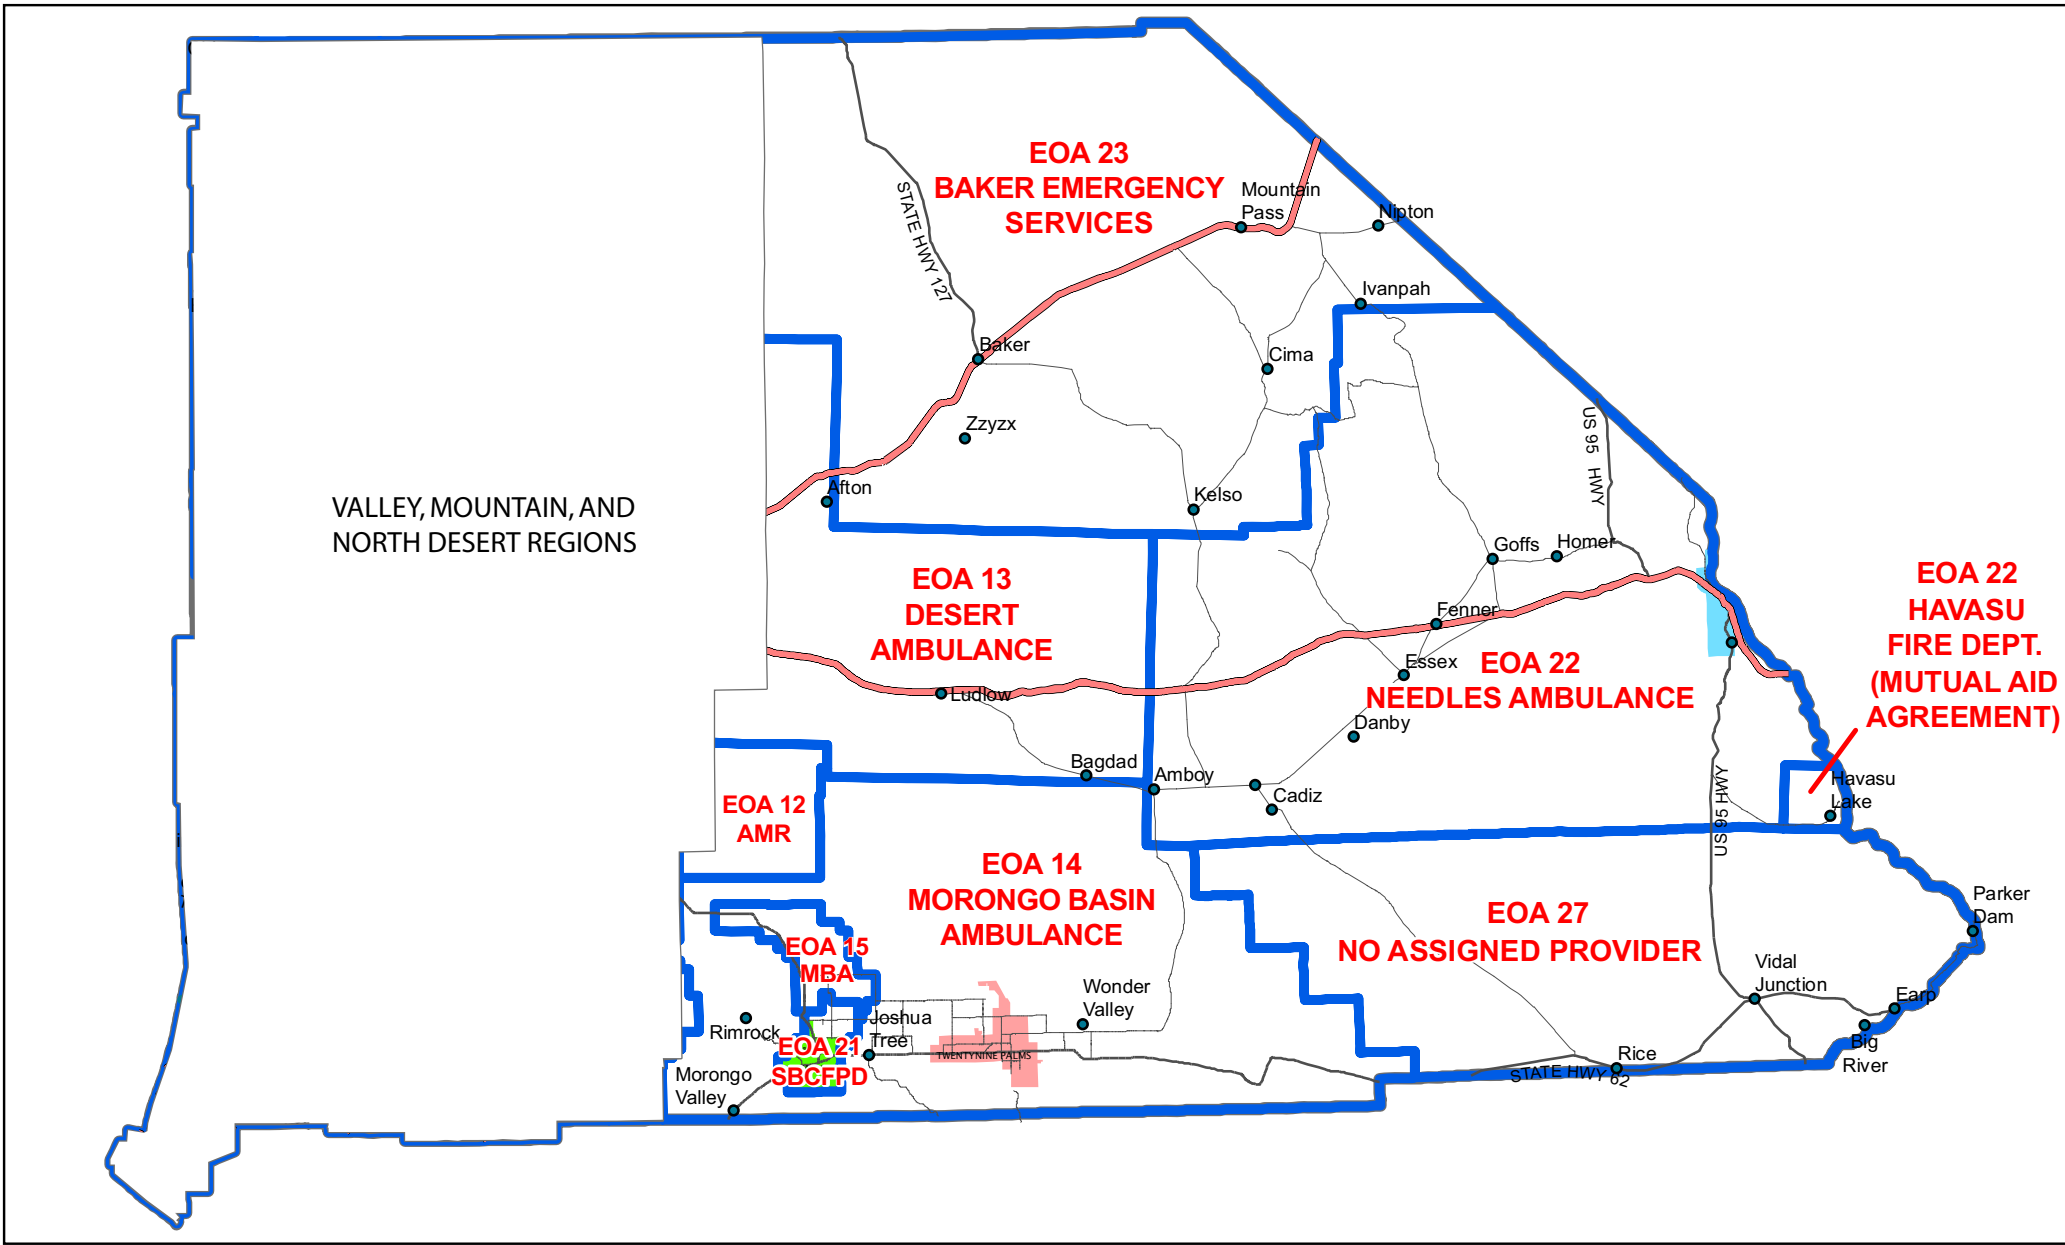 EOA 23
BAKER EMERGENCY
SERVICES
STATE HWY 127
Mountain
Pass
Nipton
Ivanpah
Baker
Cima
Zzyzx
Afton
Kelso
US 95 HWY
VALLEY, MOUNTAIN, AND
NORTH DESERT REGIONS
Goffs
Homer
EOA 13
DESERT
AMBULANCE
Fenner
EOA 22
HAVASU
FIRE DEPT.
(MUTUAL AID
AGREEMENT)
Essex
EOA 22
NEEDLES AMBULANCE
Ludlow
Danby
Bagdad
Amboy
Cadiz
Havasu
Lake
US 95 HWY
EOA 12
AMR
EOA 14
MORONGO BASIN
AMBULANCE
EOA 27
NO ASSIGNED PROVIDER
Parker
Dam
EOA 15
MBA
Wonder
Valley
Vidal
Junction
Earp
Rimrock
Joshua
Tree
EOA 21
SBCFPD
TWENTYNINE PALMS
Big
River
Rice
STATE HWY 62
Morongo
Valley